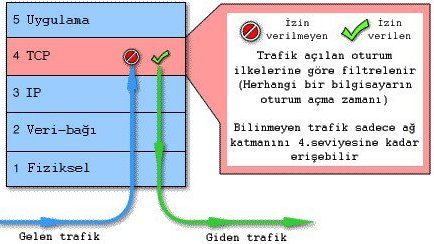 5 Uygulama
4 TCP
3 IP
2 Veri-bağı
1 Fiziksel
Gelen trafik
Giden trafik
İzin verilmeyen
İzin verilen
Trafik açılan oturum
ilkelerine göre filtrelenir
(Herhangi bir bilgisayarın
oturum açma zamanı)
Bilinmeyen trafik sadece ağ
katmanını 4.seviyesine kadar
erişebilir